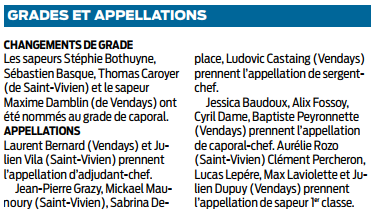 GRADES ET APPELLATIONS
CHANGEMENTS DE GRADE
Les sapeurs Stéphie Bothuyne,
Sébastien Basque, Thomas Caroyer
(de Saint-Vivien) et le sapeur
Maxime Damblin (de Vendays) ont
été nommés au grade de caporal.
APPELLATIONS
Laurent Bernard (Vendays) et Ju-
lien Vila (Saint-Vivien) prennent
l'appellation d'adjudant-chef.
Jean-Pierre Grazy, Mickael Mau-
noury (Saint-Vivien), Sabrina De-
place, Ludovic Castaing (Vendays)
prennent l'appellation de sergent-
chef.
Jessica Baudoux, Alix Fossoy,
Cyril Dame, Baptiste Peyronnette
(Vendays) prennent l'appellation
de caporal-chef. Aurélie Rozo
(Saint-Vivien) Clément Percheron,
Lucas Lepére, Max Laviolette et Ju-
lien Dupuy (Vendays) prennent
l'appellation de sapeur 1er classe.